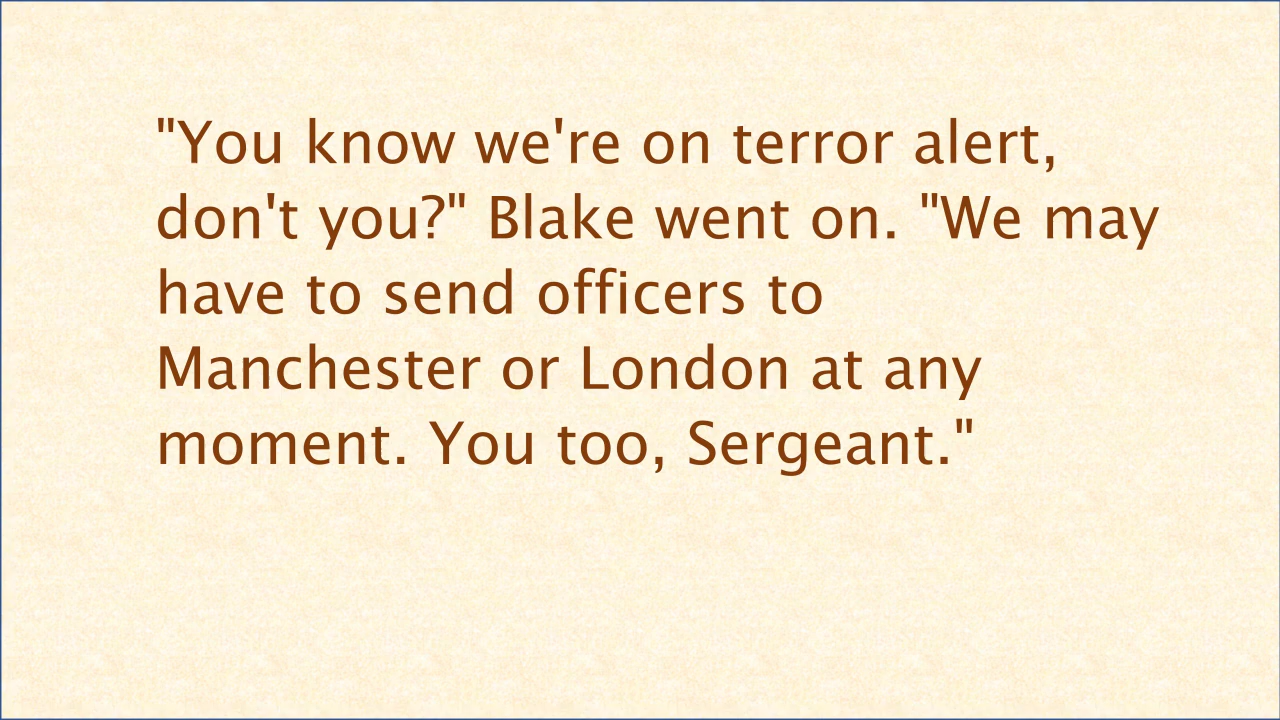 "You know we're on terror alert,
don't you?" Blake went on. "We may
have to send officers to
Manchester or London at any
moment. You too, Sergeant."